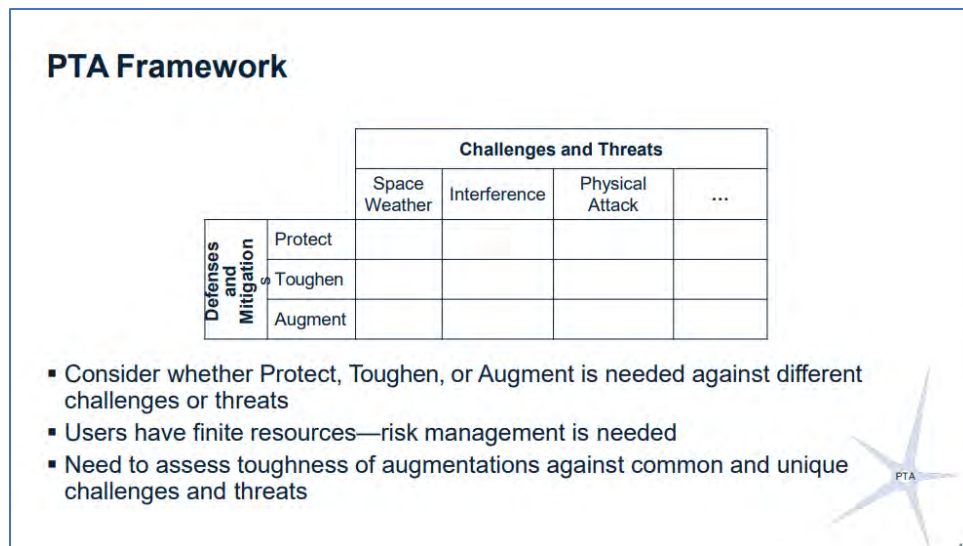 PTA Framework
Challenges and Threats
Space
Weather
Interference
Physical
Attack
...
Defenses
and
Mitigation
s
Protect
Toughen
Augment
▪ Consider whether Protect, Toughen, or Augment is needed against different
challenges or threats
▪ Users have finite resources—risk management is needed
▪ Need to assess toughness of augmentations against common and unique
challenges and threats
PTA